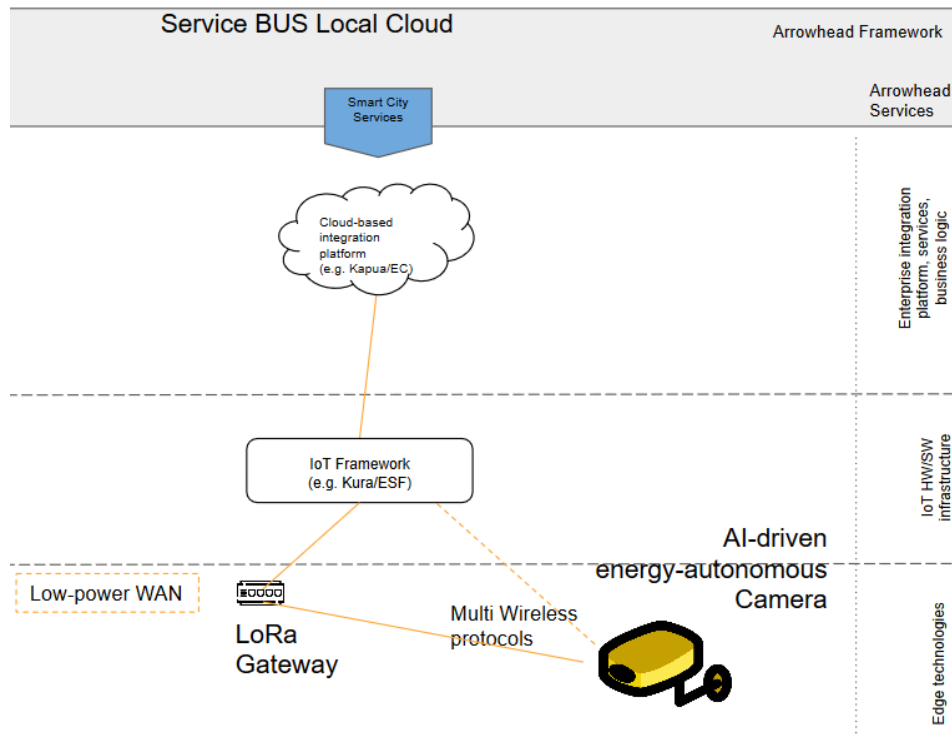 Service BUS Local Cloud
Arrowhead Framework
Arrowhead
Services
Smart City
Services
Cloud-based
integration
platform
(e.g. Kapua/EC)
Enterprise integration
platform, services,
business logic
IoT Framework
(e.g. Kura/ESF)
IoT HW/SW
infrastructure
AI-driven
energy-autonomous
Camera
Low-power WAN
Multi Wireless
protocols
LoRa
Gateway
Edge technologies